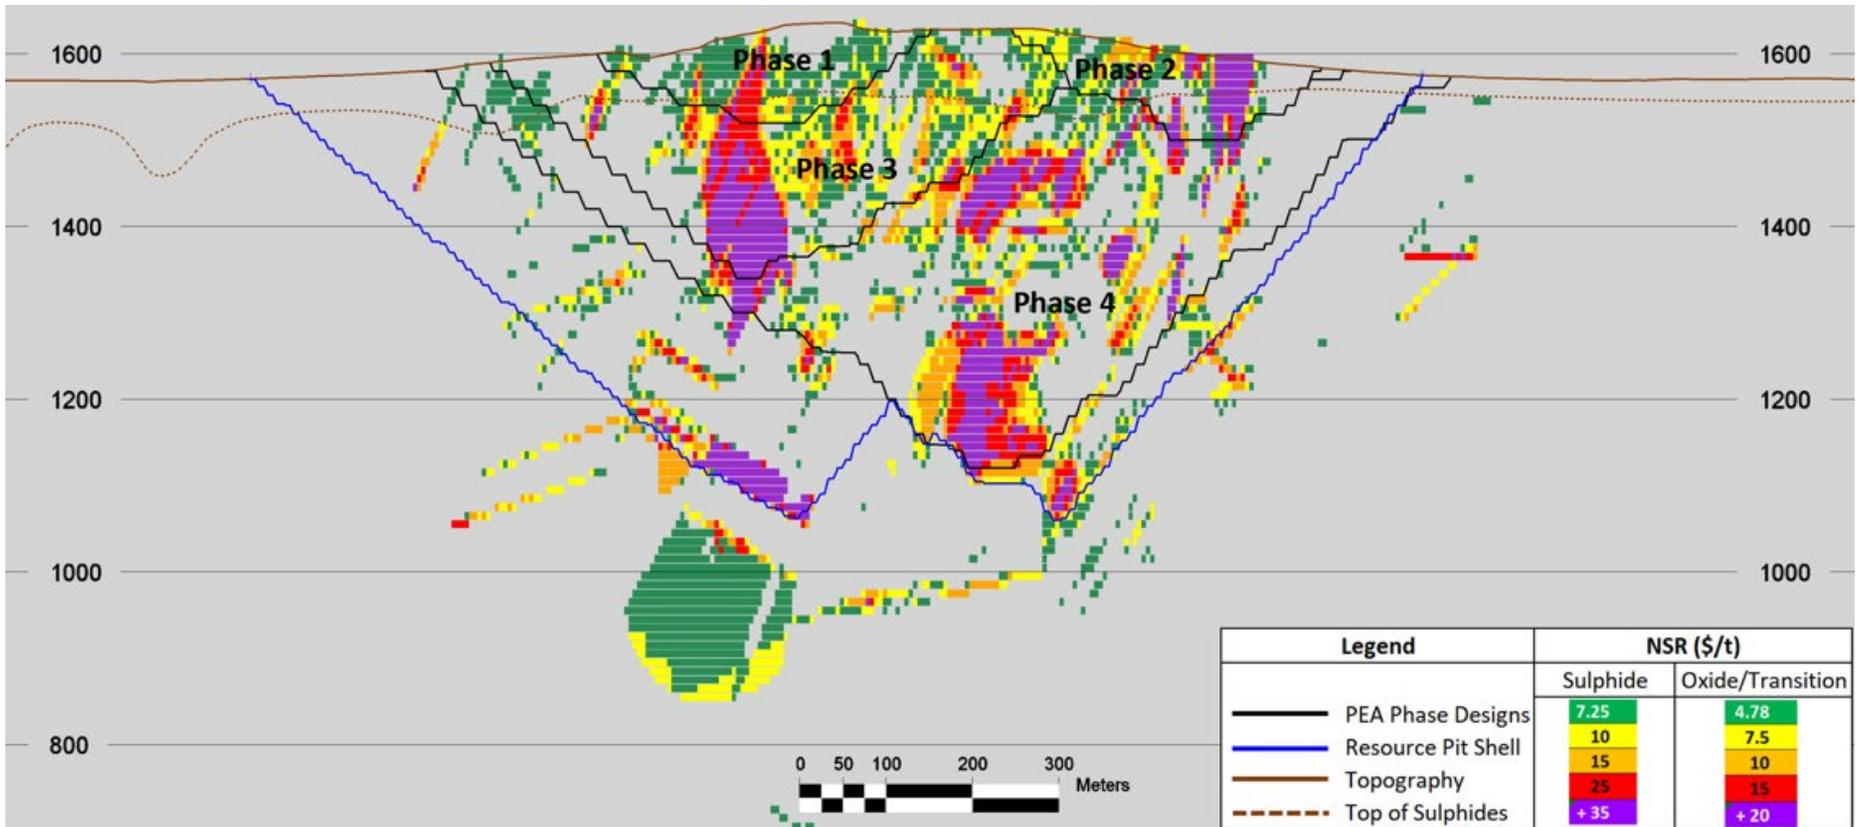 1600 1600
Phase 1
Phase 2
Phase 3
1400 1400
Phase 4
1200 1200
1000 1000
800
0 50 100 200 300
Meters
Legend NSR ($/t)
Sulphide Oxide/Transition
PEA Phase Designs 7.25 4.78
10 7.5
Resource Pit Shell
15 10
Topography
25 15
Top of Sulphides + 35 + 20